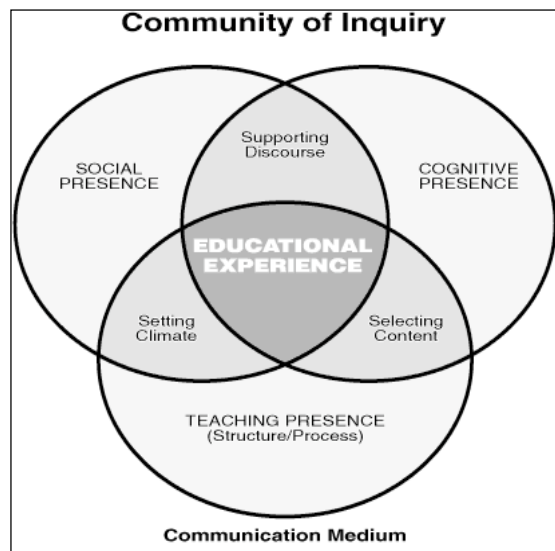 Community of Inquiry
Supporting
Discourse
SOCIAL
PRESENCE
COGNITIVE
PRESENCE
EDUCATIONAL
EXPERIENCE
Setting
Climate
Selecting
Content
TEACHING PRESENCE
(Structure/Process)
Communication Medium